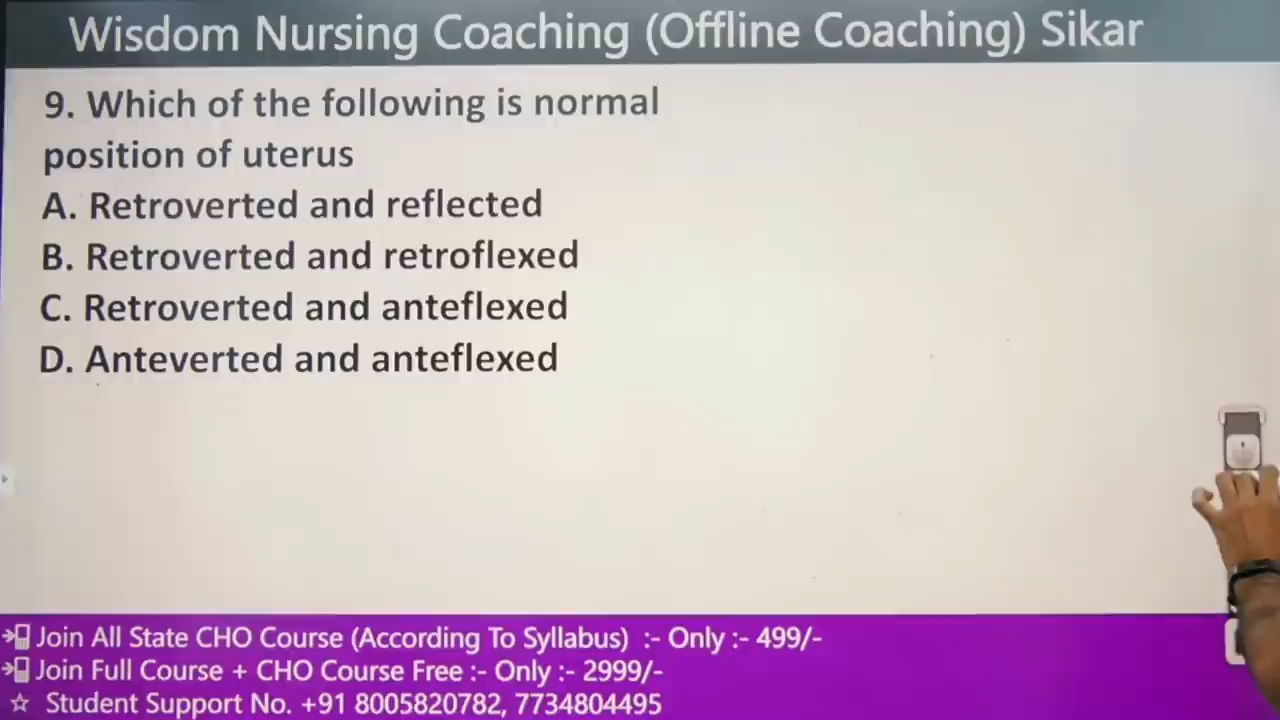 Wisdom Nursing Coaching (Offline Coaching) Sikar
9. Which of the following is normal
position of uterus
A. Retroverted and reflected
B. Retroverted and retroflexed
C. Retroverted and anteflexed
D. Anteverted and anteflexed
Join All State CHO Course (According To Syllabus) :- Only :- 499/-
Join Full Course + CHO Course Free :- Only :- 2999/-
☆ Student Support No. +91 8005820782, 7734804495